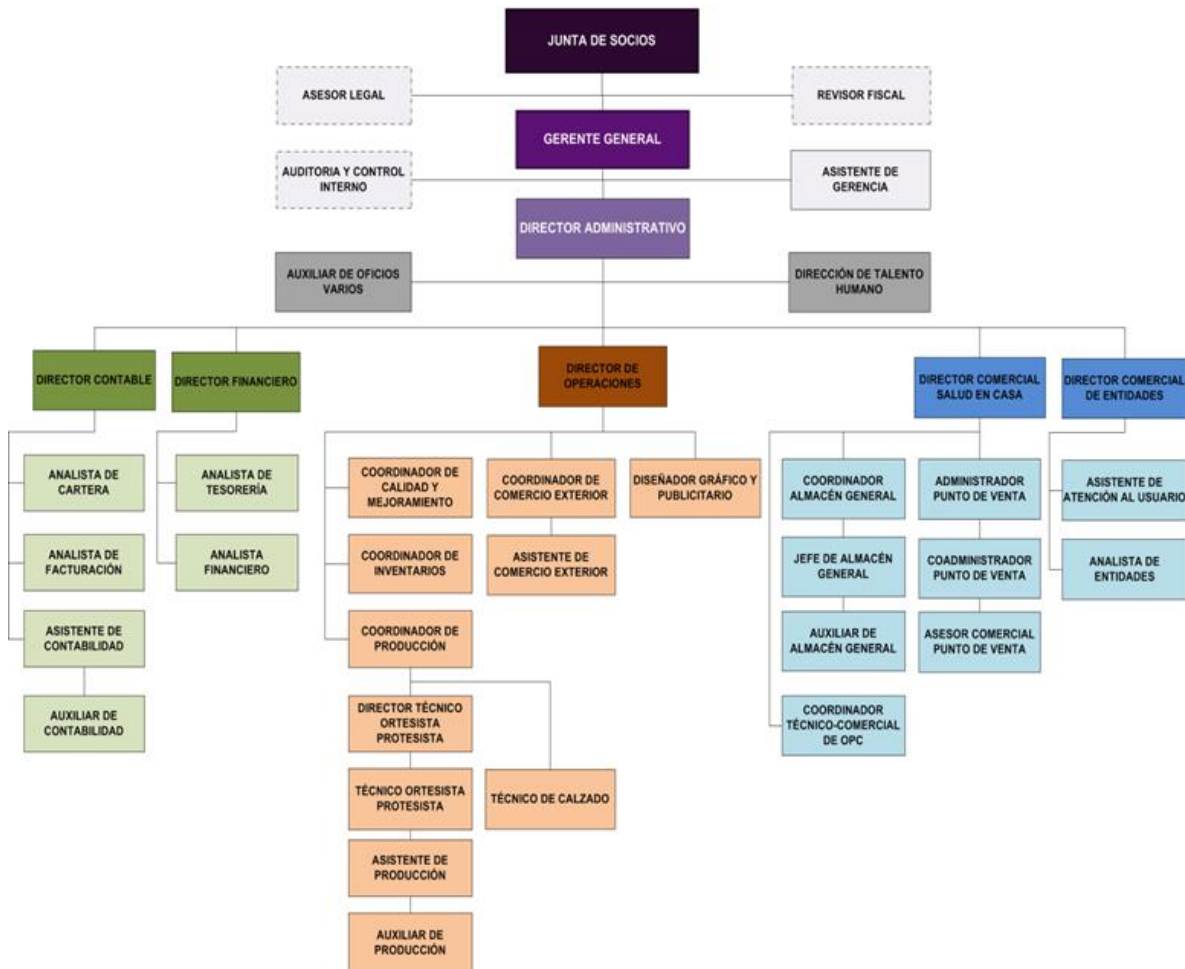 JUNTA DE SOCIOS
ASESOR LEGAL
REVISOR FISCAL
GERENTE GENERAL
AUDITORIA Y CONTROL
INTERNO
ASISTENTE DE
GERENCIA
DIRECTOR ADMINISTRATIVO
AUXILIAR DE OFICIOS
VARIOS
DIRECCIÓN DE TALENTO
HUMANO
DIRECTOR CONTABLE
DIRECTOR FINANCIERO
DIRECTOR DE
OPERACIONES
DIRECTOR COMERCIAL
SALUD EN CASA
DIRECTOR COMERCIAL
DE ENTIDADES
ANALISTA DE
CARTERA
ANALISTA DE
TESORERÍA
COORDINADOR DE
CALIDAD Y
MEJORAMIENTO
COORDINADOR DE
COMERCIO EXTERIOR
DISEÑADOR GRÁFICO Y
PUBLICITARIO
COORDINADOR
ALMACÉN GENERAL
ADMINISTRADOR
PUNTO DE VENTA
ASISTENTE DE
ATENCIÓN AL USUARIO
ANALISTA DE
FACTURACIÓN
ANALISTA
FINANCIERO
COORDINADOR DE
INVENTARIOS
ASISTENTE DE
COMERCIO EXTERIOR
JEFE DE ALMACÉN
GENERAL
COADMINISTRADOR
PUNTO DE VENTA
ANALISTA DE
ENTIDADES
ASISTENTE DE
CONTABILIDAD
COORDINADOR DE
PRODUCCIÓN
AUXILIAR DE
ALMACÉN GENERAL
ASESOR COMERCIAL
PUNTO DE VENTA
AUXILIAR DE
CONTABILIDAD
DIRECTOR TÉCNICO
ORTESISTA
PROTESISTA
COORDINADOR
TÉCNICO-COMERCIAL
DE OPC
TÉCNICO ORTESISTA
PROTESISTA
TÉCNICO DE CALZADO
ASISTENTE DE
PRODUCCIÓN
AUXILIAR DE
PRODUCCIÓN